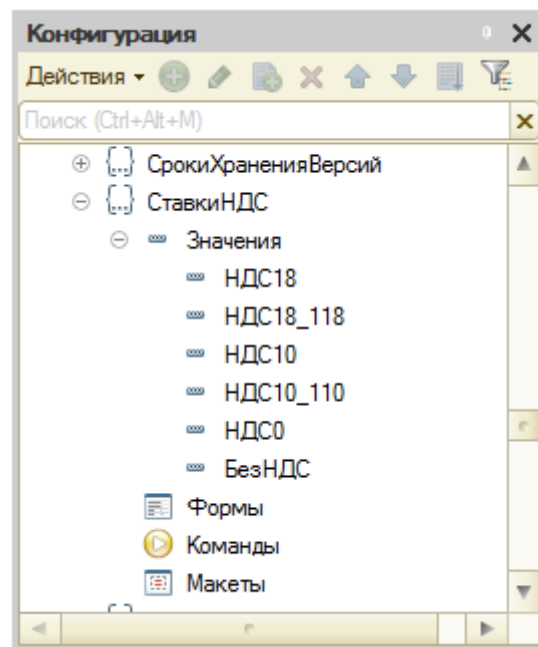 Конфигурация
Действия
Поиск (Ctrl+Alt+M)
СрокиХраненияВерсий
СтавкиНДС
Значения
НДС18
НДС18_118
НДС10
НДС10_110
НДС0
БезНДС
Формы
Команды
Макеты